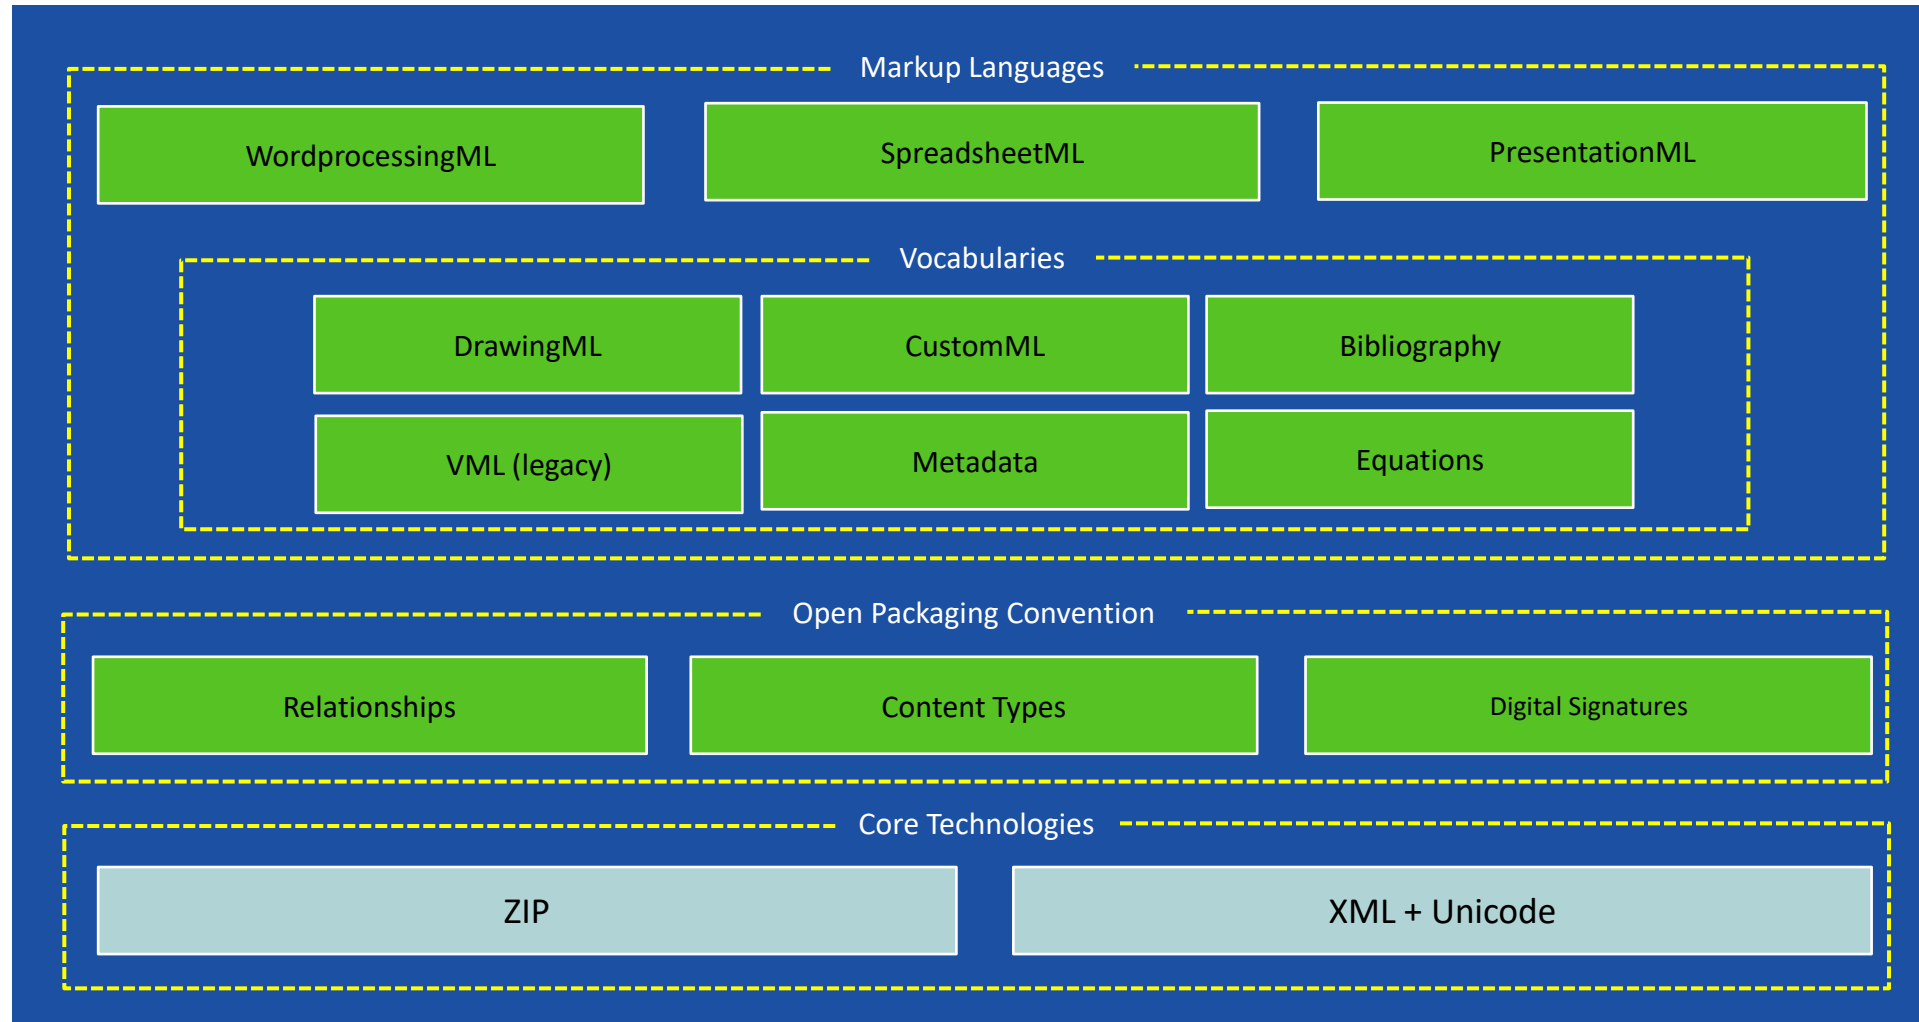 Markup Languages
WordprocessingML
SpreadsheetML
PresentationML
Vocabularies
DrawingML
CustomML
Bibliography
VML (legacy)
Metadata
Equations
Open Packaging Convention
Relationships
Content Types
Digital Signatures
Core Technologies
ZIP
XML + Unicode